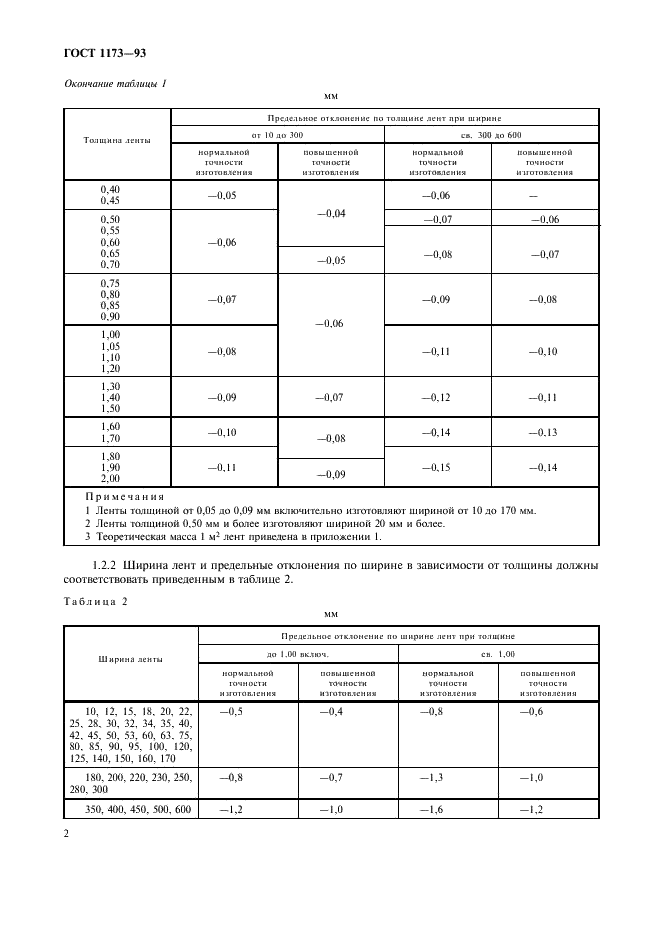 ГОСТ 1173—93
Окончание таблицы 1
мм
Толщина ленты
Предельное отклонение по толщине лент при ширине
от 10 до 300
св. 300 до 600
нормальной точности изготовления
повышенной точности изготовления
нормальной точности изготовления
повышенной точности изготовления
0,40
0,45
—0,05
—0,04
—0,06
—
0,50
—0,07
—0,06
0,55
0,60
0,65
0,70
—0,06
—0,05
—0,08
—0,07
0,75
0,80
0,85
0,90
—0,07
—0,06
—0,09
—0,08
1,00
1,05
1,10
1,20
—0,08
—0,11
—0,10
1,30
1,40
1,50
—0,09
—0,07
—0,12
—0,11
1,60
1,70
—0,10
—0,08
—0,14
—0,13
1,80
1,90
2,00
—0,11
—0,09
—0,15
—0,14
Примечания
1 Ленты толщиной от 0,05 до 0,09 мм включительно изготовляют шириной от 10 до 170 мм.
2 Ленты толщиной 0,50 мм и более изготовляют шириной 20 мм и более.
3 Теоретическая масса 1 м² лент приведена в приложении 1.
1.2.2 Ширина лент и предельные отклонения по ширине в зависимости от толщины должны
соответствовать приведенным в таблице 2.
Таблица 2
мм
Ширина ленты
Предельное отклонение по ширине лент при толщине
до 1,00 включ.
св. 1,00
нормальной точности изготовления
повышенной точности изготовления
нормальной точности изготовления
повышенной точности изготовления
10, 12, 15, 18, 20, 22,
25, 28, 30, 32, 34, 35, 40,
42, 45, 50, 53, 60, 63, 75,
80, 85, 90, 95, 100, 120,
125, 140, 150, 160, 170
—0,5
—0,4
—0,8
—0,6
180, 200, 220, 230, 250,
280, 300
—0,8
—0,7
—1,3
—1,0
350, 400, 450, 500, 600
—1,2
—1,0
—1,6
—1,2
2